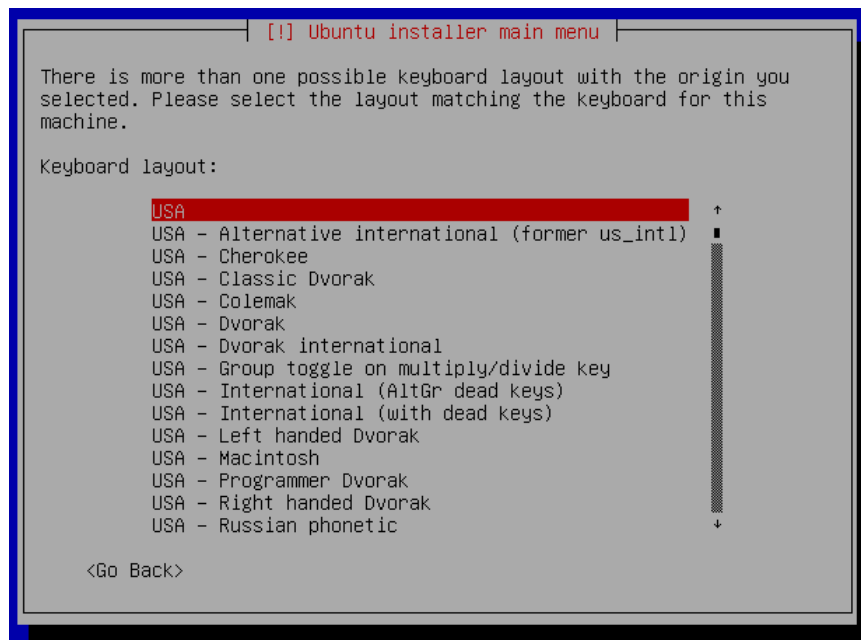 [!] Ubuntu installer main menu
There is more than one possible keyboard layout with the origin you
selected. Please select the layout matching the keyboard for this
machine.
Keyboard layout:
USA
USA - Alternative international (former us_intl)
USA - Cherokee
USA - Classic Dvorak
USA - Colemak
USA - Dvorak
USA - Dvorak international
USA - Group toggle on multiply/divide key
USA - International (AltGr dead keys)
USA - International (with dead keys)
USA - Left handed Dvorak
USA - Macintosh
USA - Programmer Dvorak
USA - Right handed Dvorak
USA - Russian phonetic
<Go Back>